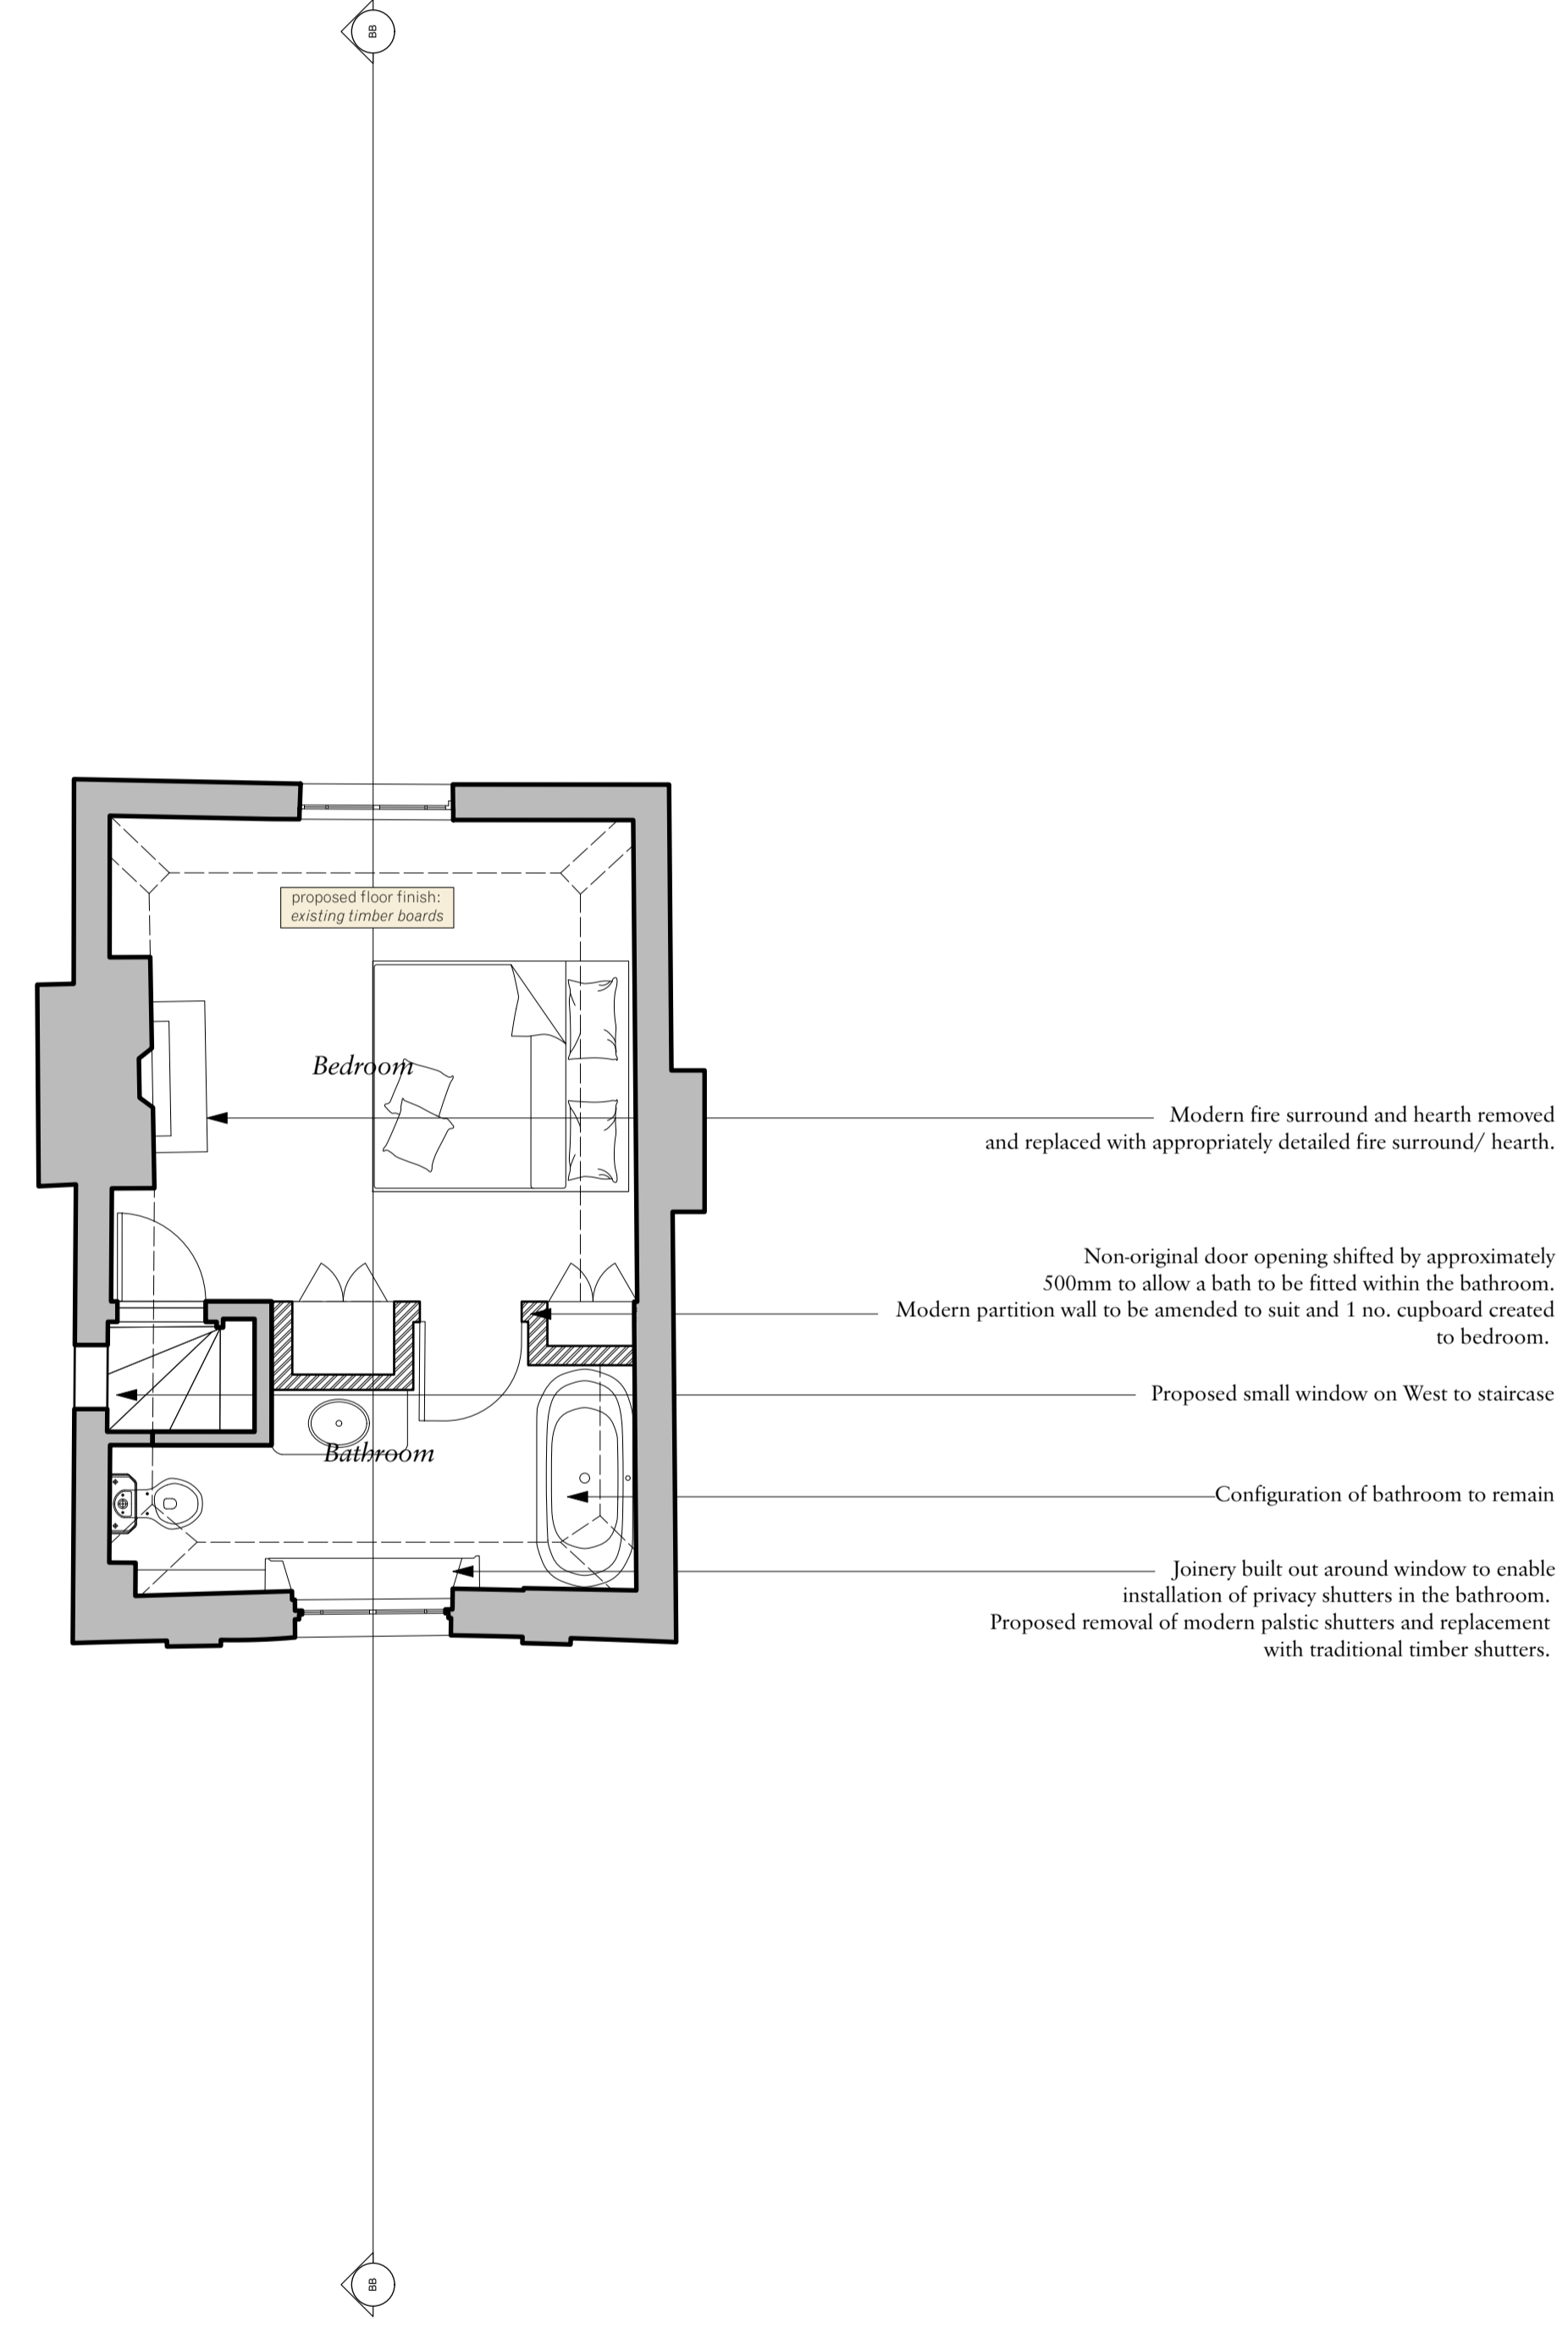 BB
proposed floor finish:
existing timber boards
Bedroom
Modern fire surround and hearth removed
and replaced with appropriately detailed fire surround/ hearth.
Non-original door opening shifted by approximately
500mm to allow a bath to be fitted within the bathroom.
Modern partition wall to be amended to suit and 1 no. cupboard created
to bedroom.
Proposed small window on West to staircase
Bathroom
Configuration of bathroom to remain
Joinery built out around window to enable
installation of privacy shutters in the bathroom.
Proposed removal of modern palstic shutters and replacement
with traditional timber shutters.
BB